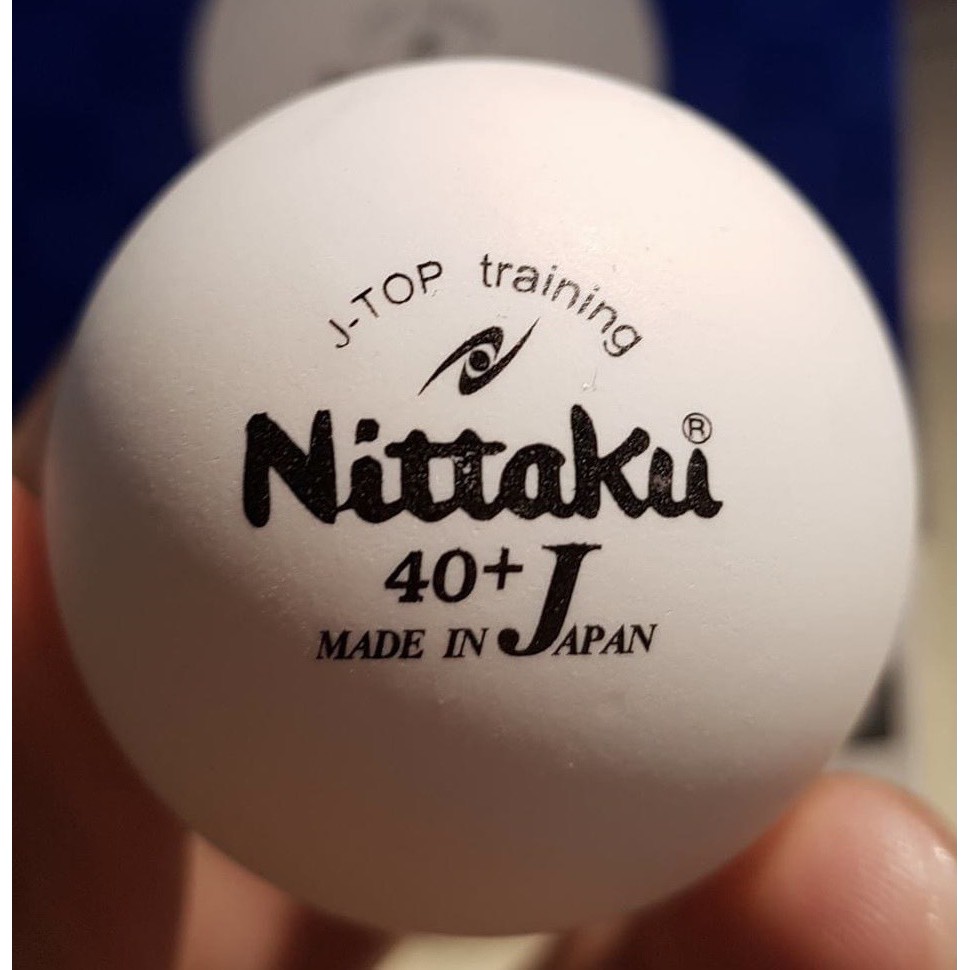 J-TOP training
Nittaku®
40+
MADE IN JAPAN